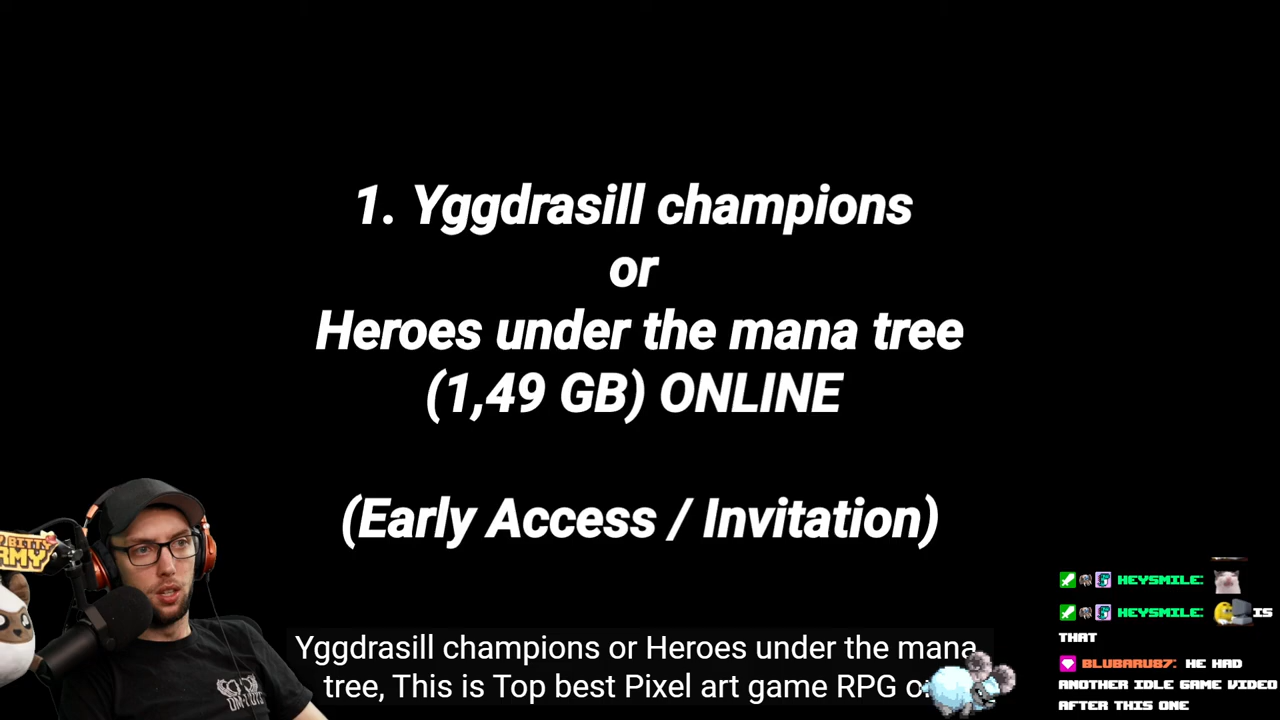 1. Yggdrasill champions
or
Heroes under the mana tree
(1,49 GB) ONLINE
(Early Access / Invitation)
Yggdrasill champions or Heroes under the mana
tree, This is Top best Pixel art game RPG
BITTY
HEYSMILE:
HEYSMILE: IS
THAT
BLUBARU87: HE HAD
ANOTHER IDLE GAME VIDEO
AFTER THIS ONE